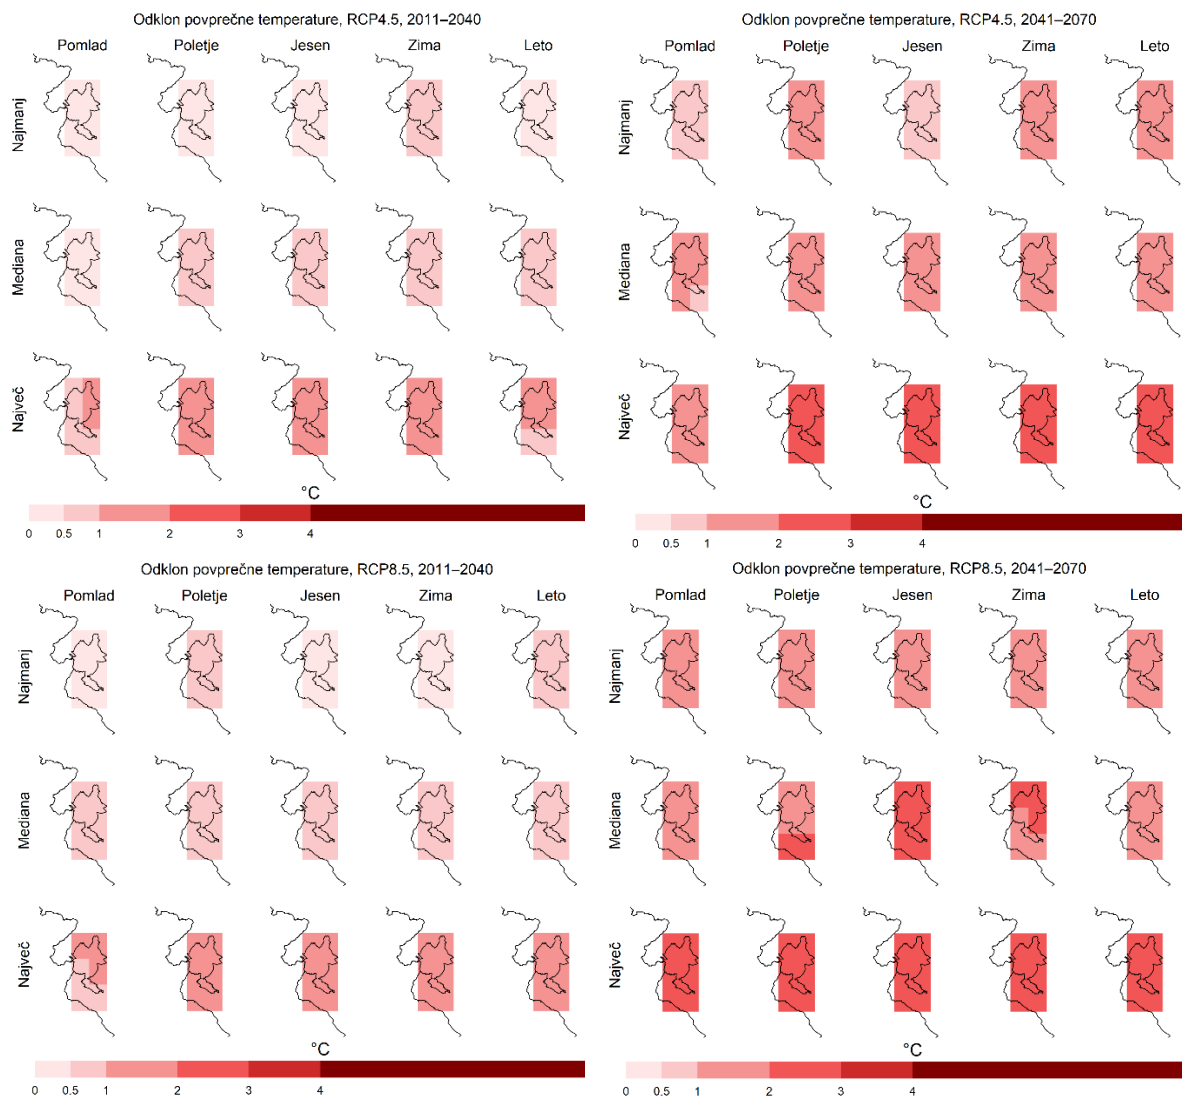 Odklon povprečne temperature, RCP4.5, 2011–2040
Pomlad Poletje Jesen Zima Leto
Najmanj
Mediana
Največ
°C
0 0.5 1 2 3 4
Odklon povprečne temperature, RCP4.5, 2041–2070
Pomlad Poletje Jesen Zima Leto
Najmanj
Mediana
Največ
°C
0 0.5 1 2 3 4
Odklon povprečne temperature, RCP8.5, 2011–2040
Pomlad Poletje Jesen Zima Leto
Najmanj
Mediana
Največ
°C
0 0.5 1 2 3 4
Odklon povprečne temperature, RCP8.5, 2041–2070
Pomlad Poletje Jesen Zima Leto
Najmanj
Mediana
Največ
°C
0 0.5 1 2 3 4